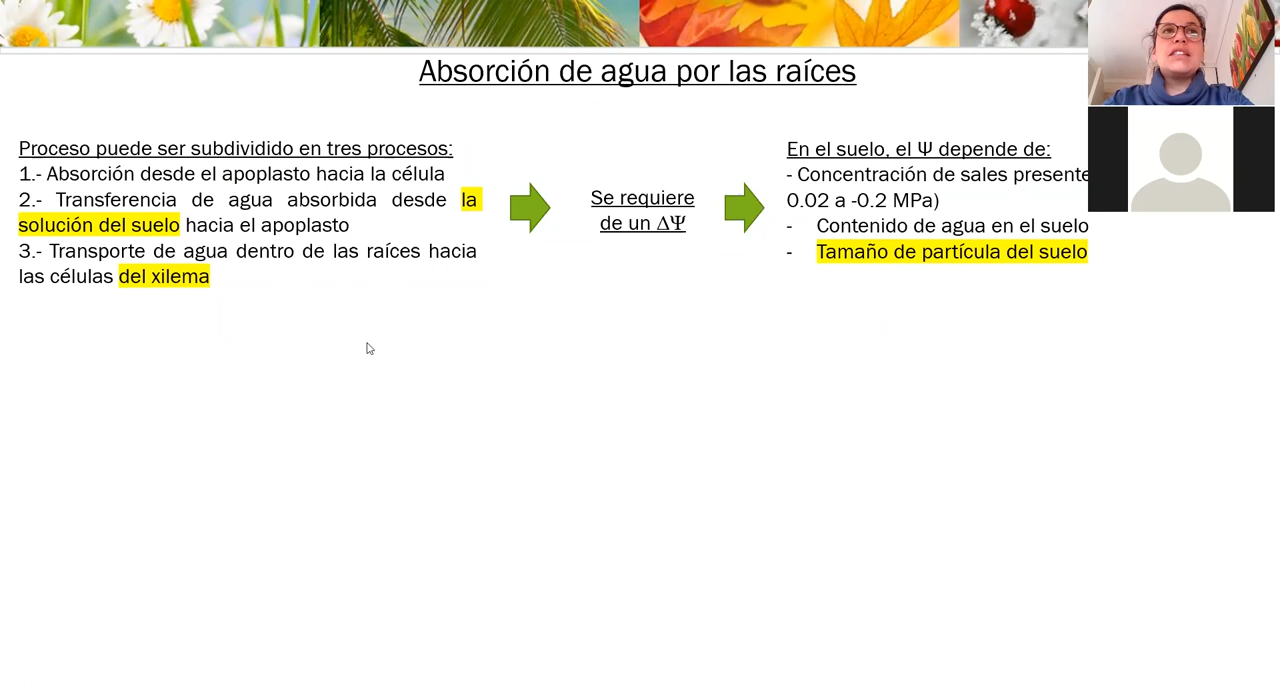 Absorción de agua por las raíces
Proceso puede ser subdividido en tres procesos:
1.- Absorción desde el apoplasto hacia la célula
2.- Transferencia de agua absorbida desde la
solución del suelo hacia el apoplasto
3.- Transporte de agua dentro de las raíces hacia
las células del xilema
Se requiere
de un ΔΨ
En el suelo, el Ψ depende de:
- Concentración de sales presente
0.02 a -0.2 MPa)
- Contenido de agua en el suelo
- Tamaño de partícula del suelo